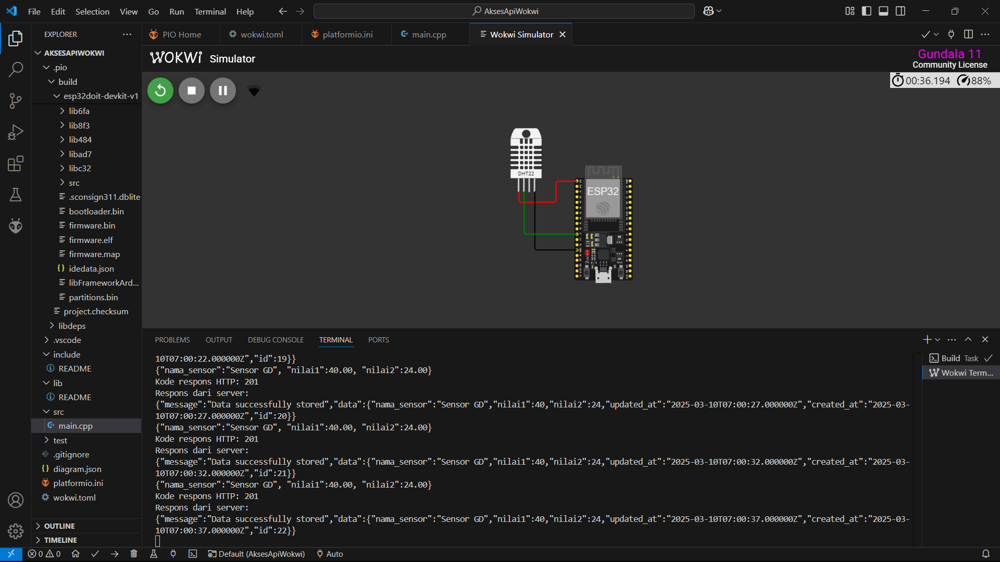 File Edit Selection View Go Run Terminal Help
AksesApiWokwi
EXPLORER
PIO Home
wokwi.toml
platformio.ini
main.cpp
Wokwi Simulator
AKSESAPIWOKWI
.pio
build
esp32doit-devkit-v1
lib6fa
lib8f3
lib484
libad7
libc32
src
.sconsign311.dblite
bootloader.bin
firmware.bin
firmware.elf
firmware.map
idedata.json
libFrameworkArd...
partitions.bin
project.checksum
libdeps
.vscode
include
README
lib
README
src
main.cpp
test
.gitignore
diagram.json
platformio.ini
wokwi.toml
OUTLINE
TIMELINE
WOKWi Simulator
Gundala 11
Community License
00:36.194 88%
DHT22
ESP32
PROBLEMS OUTPUT DEBUG CONSOLE TERMINAL PORTS
10T07:00:22.000000Z","id":19}}
{"nama_sensor":"Sensor GD", "nilai1":40.00, "nilai2":24.00}
Kode respons HTTP: 201
Respons dari server:
{"message":"Data successfully stored","data":{"nama_sensor":"Sensor GD","nilai1":40,"nilai2":24,"updated_at":"2025-03-10T07:00:27.000000Z","created_at":"2025-03-
10T07:00:27.000000Z","id":20}}
{"nama_sensor":"Sensor GD", "nilai1":40.00, "nilai2":24.00}
Kode respons HTTP: 201
Respons dari server:
{"message":"Data successfully stored","data":{"nama_sensor":"Sensor GD","nilai1":40,"nilai2":24,"updated_at":"2025-03-10T07:00:32.000000Z","created_at":"2025-03-
10T07:00:32.000000Z","id":21}}
{"nama_sensor":"Sensor GD", "nilai1":40.00, "nilai2":24.00}
Kode respons HTTP: 201
Respons dari server:
{"message":"Data successfully stored","data":{"nama_sensor":"Sensor GD","nilai1":40,"nilai2":24,"updated_at":"2025-03-10T07:00:37.000000Z","created_at":"2025-03-
10T07:00:37.000000Z","id":22}}
Build Task
Wokwi Term...
0 0 Default (AksesApiWokwi) Auto